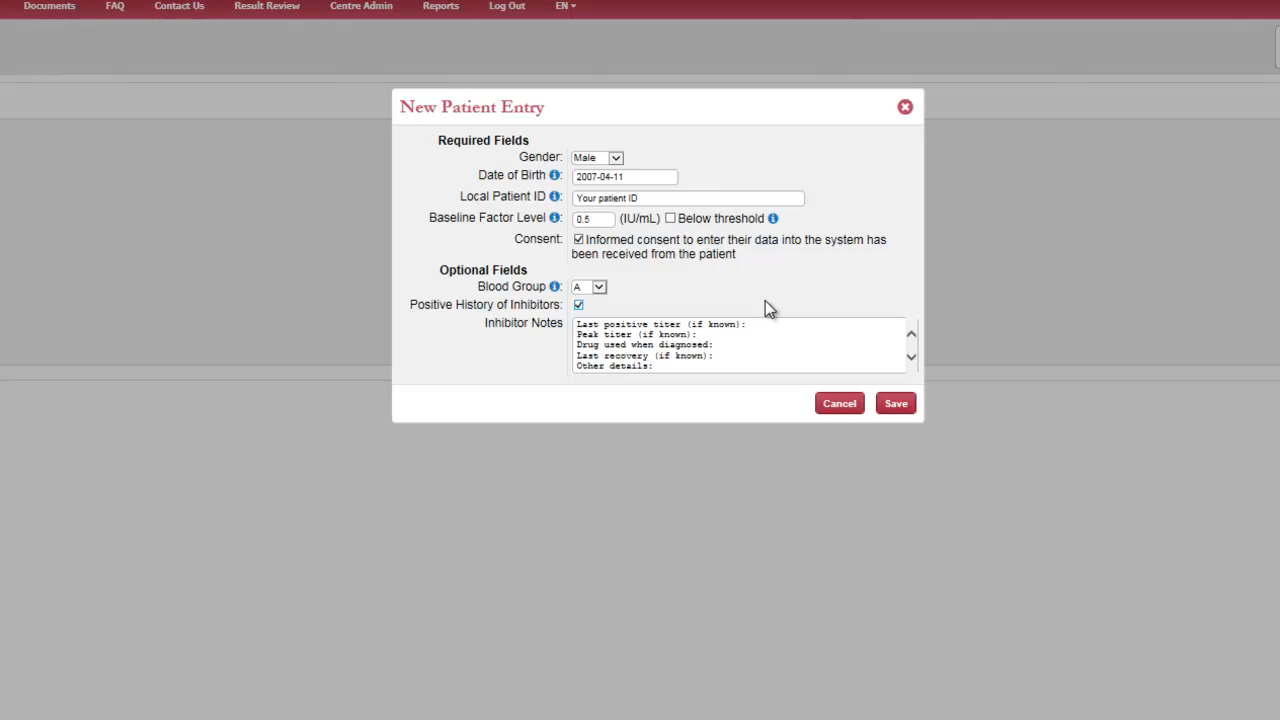 Documents FAQ Contact Us Result Review Centre Admin Reports Log Out EN
New Patient Entry
Required Fields
Gender: Male
Date of Birth : 2007-04-11
Local Patient ID : Your patient ID
Baseline Factor Level : 0.5 (IU/mL) Below threshold
Consent: Informed consent to enter their data into the system has
been received from the patient
Optional Fields
Blood Group : A
Positive History of Inhibitors:
Inhibitor Notes
Last positive titer (if known):
Peak titer (if known):
Drug used when diagnosed:
Last recovery (if known):
Other details:
Cancel Save